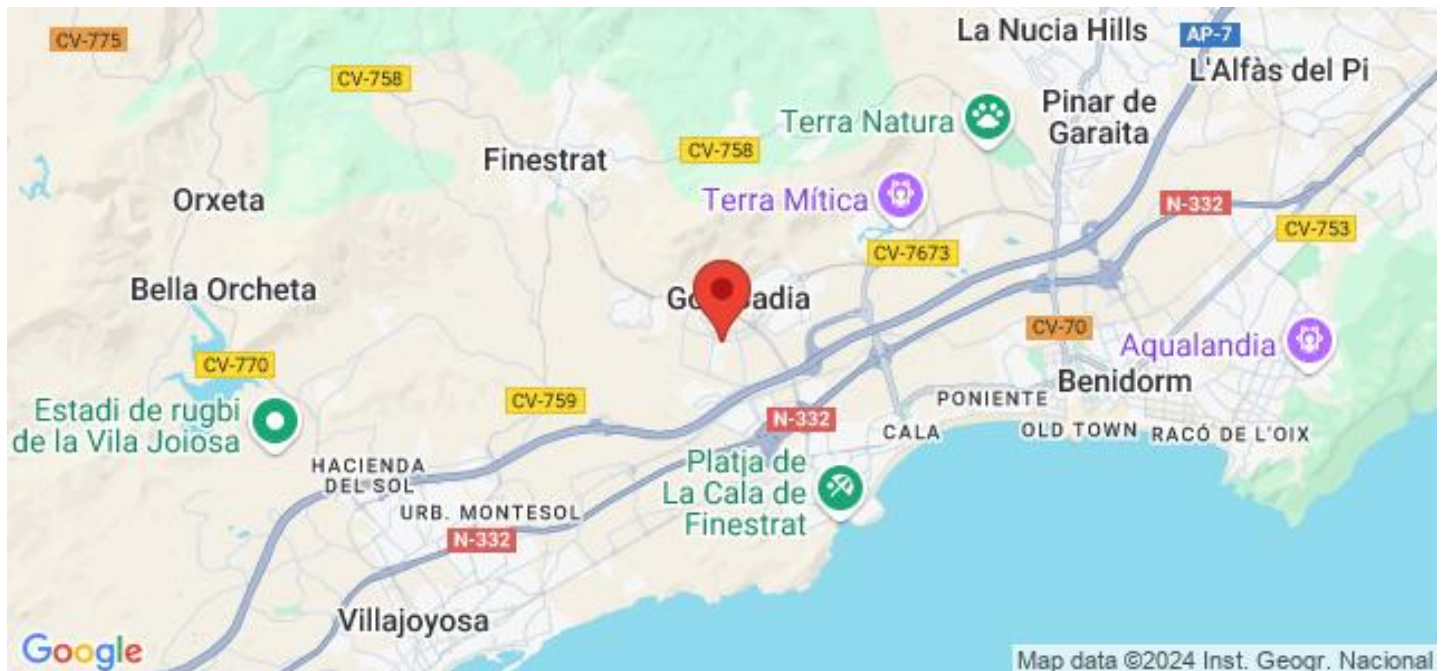 CV-775
CV-758
La Nucia Hills
AP-7
L'Alfàs del Pi
Terra Natura
Pinar de
Garaita
Finestrat
CV-758
Orxeta
Terra Mítica
N-332
CV-753
CV-7673
Bella Orcheta
CV-70
Aqualandia
CV-770
Benidorm
CV-759
PONIENTE
Estadi de rugbi
de la Vila Joiosa
N-332
CALA
OLD TOWN
RACÓ DE L'OIX
HACIENDA
DEL SOL
Platja de
La Cala de
Finestrat
URB. MONTESOL
N-332
Villajoyosa
Google
Map data ©2024 Inst. Geogr. Nacional